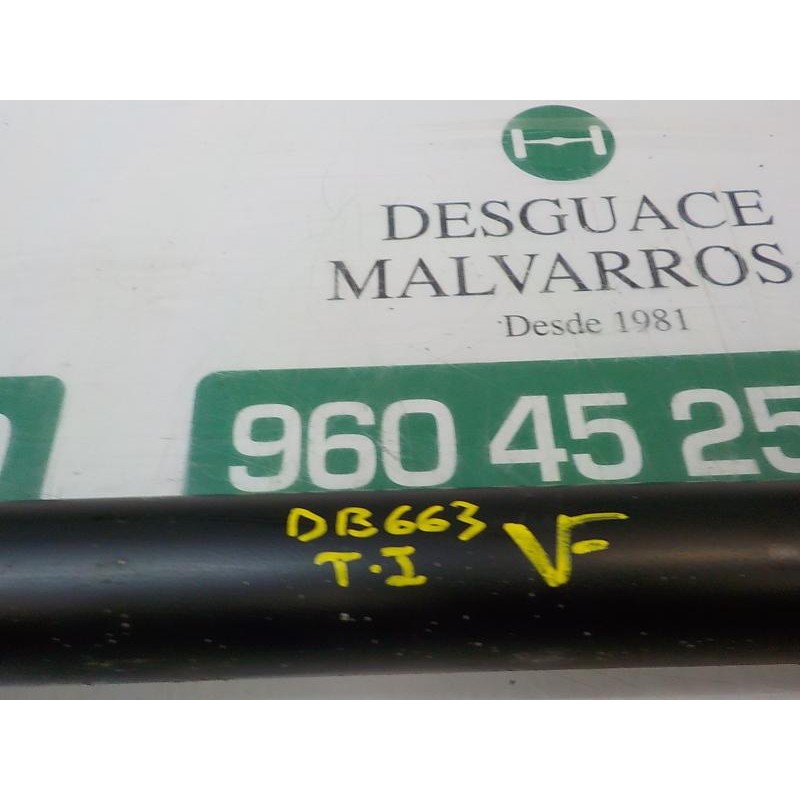 DESGUACE
MALVARROS
Desde 1981
960 45 25
DB663
T.I